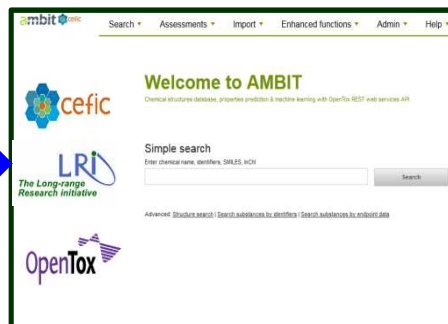 ambit cefic Search Assessments Import Enhanced functions Admin Help
cefic
Welcome to AMBIT
Chemical structures database, properties prediction & machine learning with OpenTox REST web services API
LRI
The Long-range
Research initiative
Simple search
Enter chemical name, identifiers, SMILES, InChI
Search
Advanced: Structure search | Search substances by identifiers | Search substances by endpoint data
OpenTox